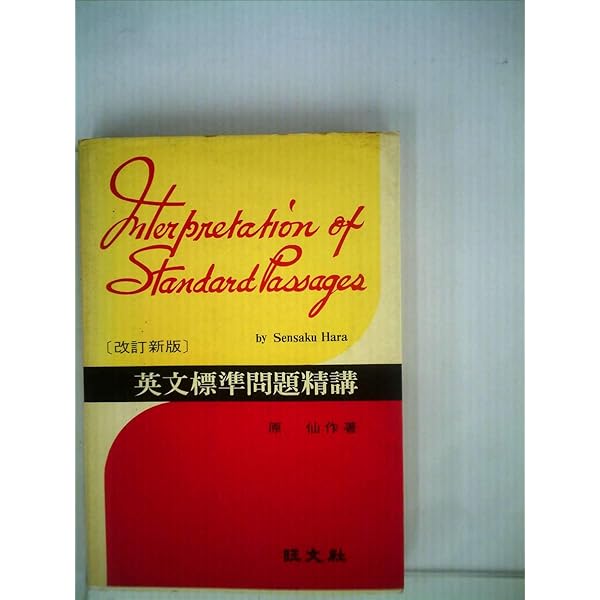 Interpretation of
Standard Passages
by Sensaku Hara
〔改訂新版〕
英文標準問題精講
原 仙作著
旺文社